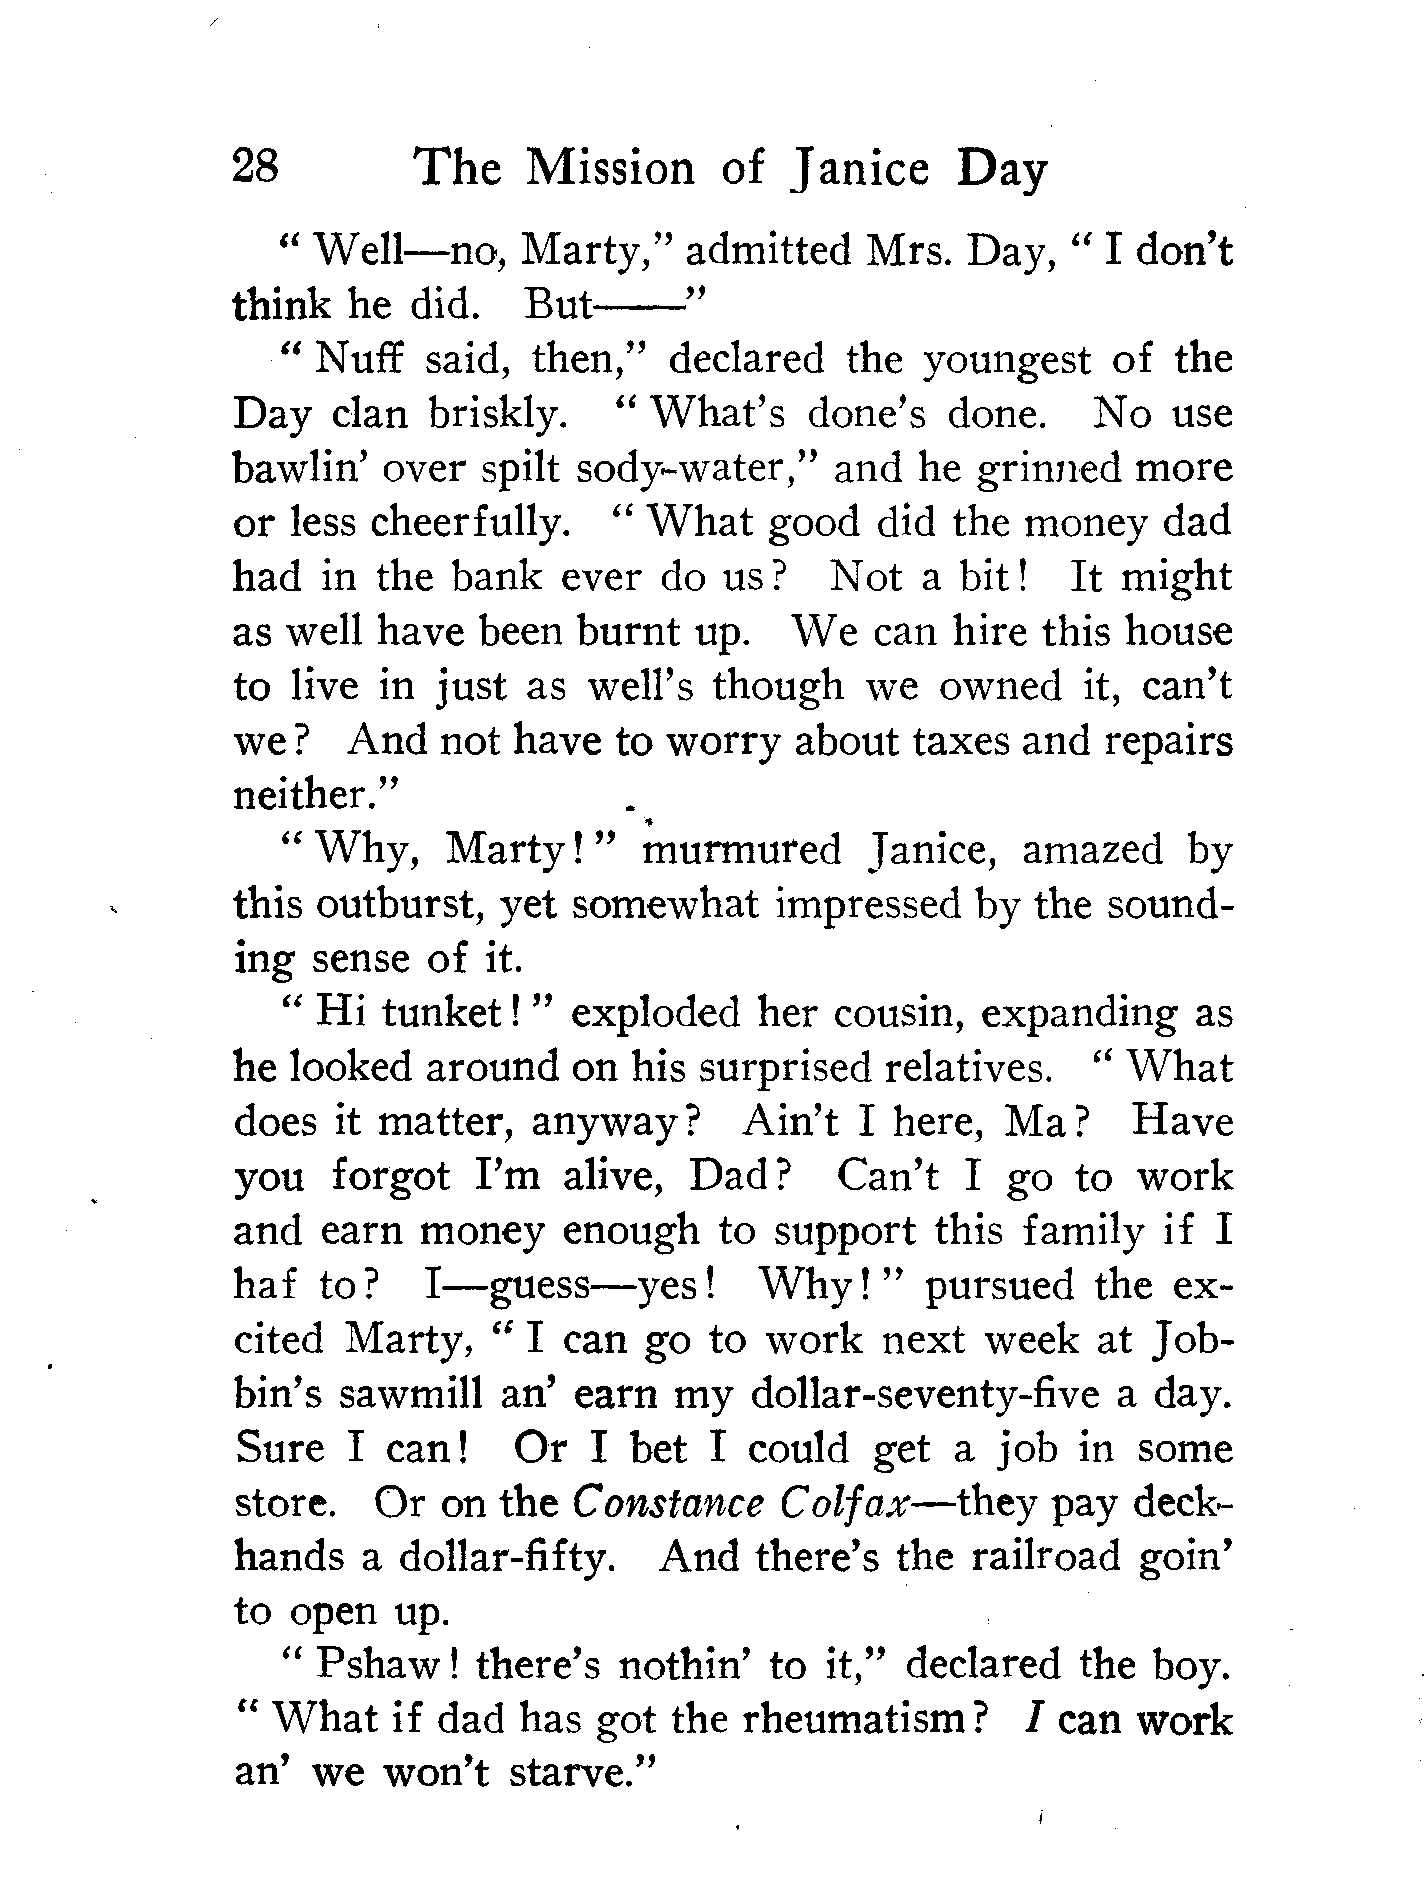 28 The Mission of Janice Day
“ Well—no, Marty,” admitted Mrs. Day, “ I don’t
think he did. But——”
“ Nuff said, then,” declared the youngest of the
Day clan briskly. “ What’s done’s done. No use
bawlin’ over spilt sody-water,” and he grinned more
or less cheerfully. “ What good did the money dad
had in the bank ever do us? Not a bit! It might
as well have been burnt up. We can hire this house
to live in just as well’s though we owned it, can’t
we? And not have to worry about taxes and repairs
neither.”
“ Why, Marty! ” murmured Janice, amazed by
this outburst, yet somewhat impressed by the sound-
ing sense of it.
“ Hi tunket! ” exploded her cousin, expanding as
he looked around on his surprised relatives. “ What
does it matter, anyway? Ain’t I here, Ma? Have
you forgot I’m alive, Dad? Can’t I go to work
and earn money enough to support this family if I
haf to? I—guess—yes! Why! ” pursued the ex-
cited Marty, “ I can go to work next week at Job-
bin’s sawmill an’ earn my dollar-seventy-five a day.
Sure I can! Or I bet I could get a job in some
store. Or on the Constance Colfax—they pay deck-
hands a dollar-fifty. And there’s the railroad goin’
to open up.
“ Pshaw! there’s nothin’ to it,” declared the boy.
“ What if dad has got the rheumatism? I can work
an’ we won’t starve.”